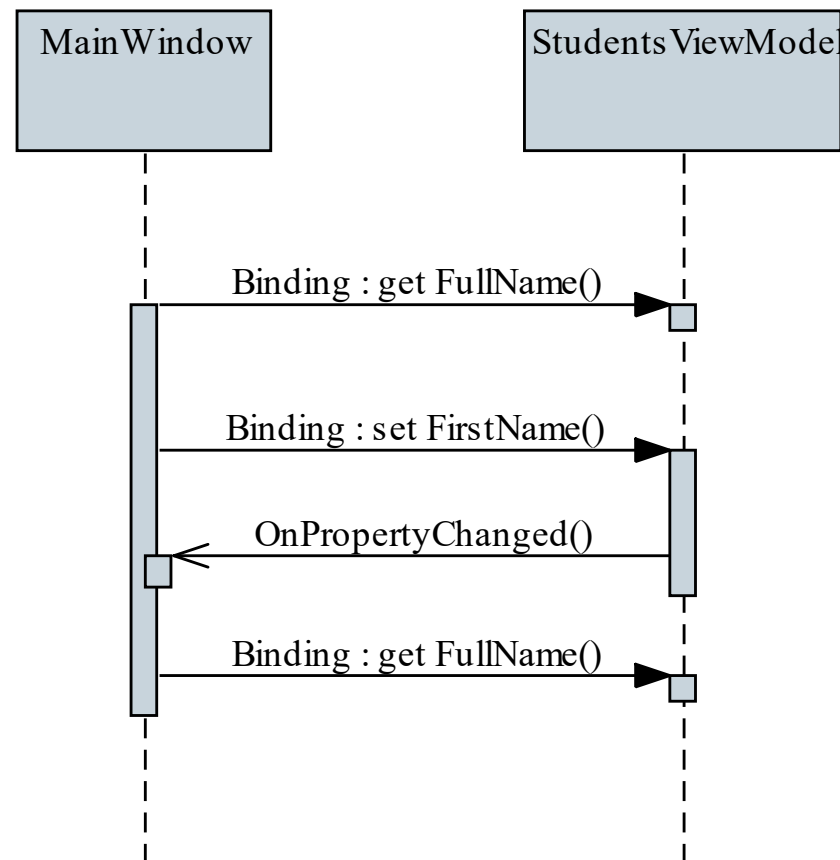 MainWindow
StudentsViewModel
Binding : get FullName()
Binding : set FirstName()
OnPropertyChanged()
Binding : get FullName()